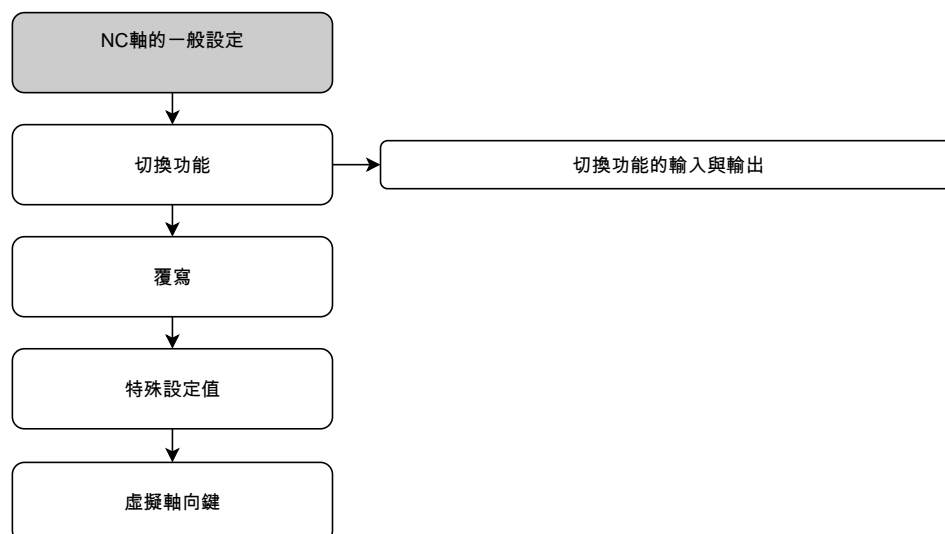 NC軸的一般設定
切換功能
切換功能的輸入與輸出
覆寫
特殊設定值
虛擬軸向鍵